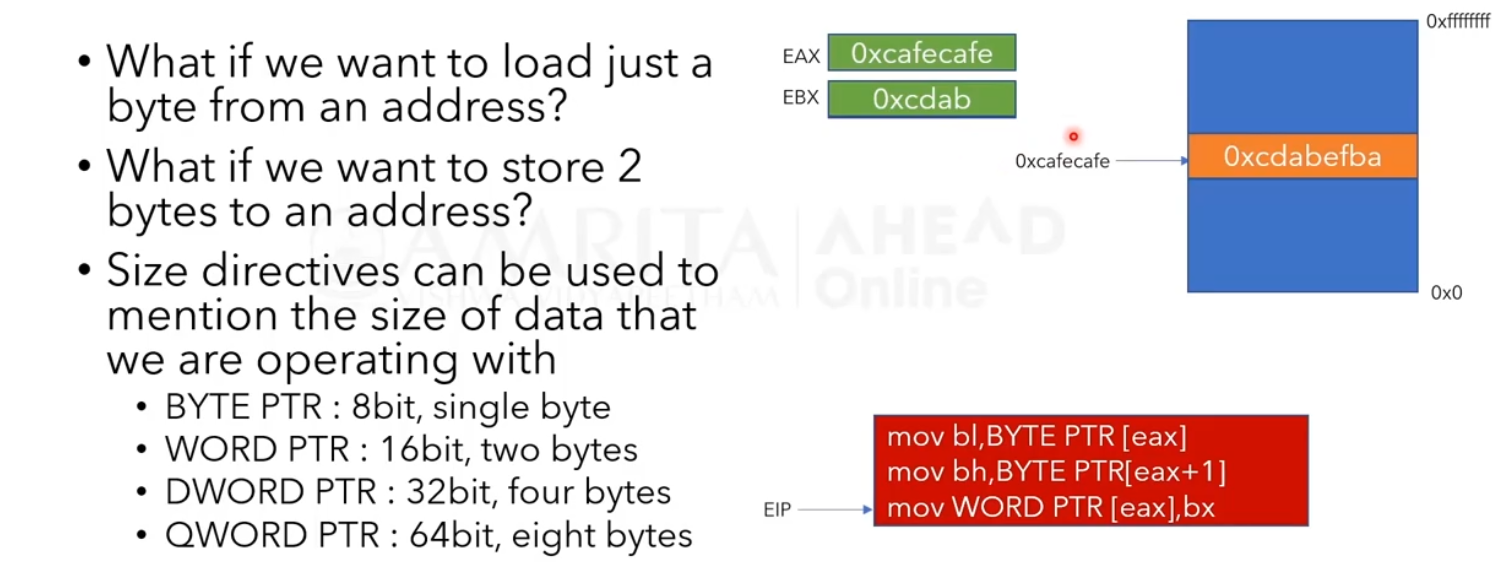 • What if we want to load just a
byte from an address?
• What if we want to store 2
bytes to an address?
• Size directives can be used to
mention the size of data that
we are operating with
• BYTE PTR : 8bit, single byte
• WORD PTR : 16bit, two bytes
• DWORD PTR : 32bit, four bytes
• QWORD PTR : 64bit, eight bytes
EAX 0xcafecafe
EBX 0xcdab
0xffffffff
0xcafecafe 0xcdabefba
0x0
mov bl,BYTE PTR [eax]
mov bh,BYTE PTR[eax+1]
EIP mov WORD PTR [eax],bx
AMRITA AHEAD
VISHWA VIDYAPEETHAM Online